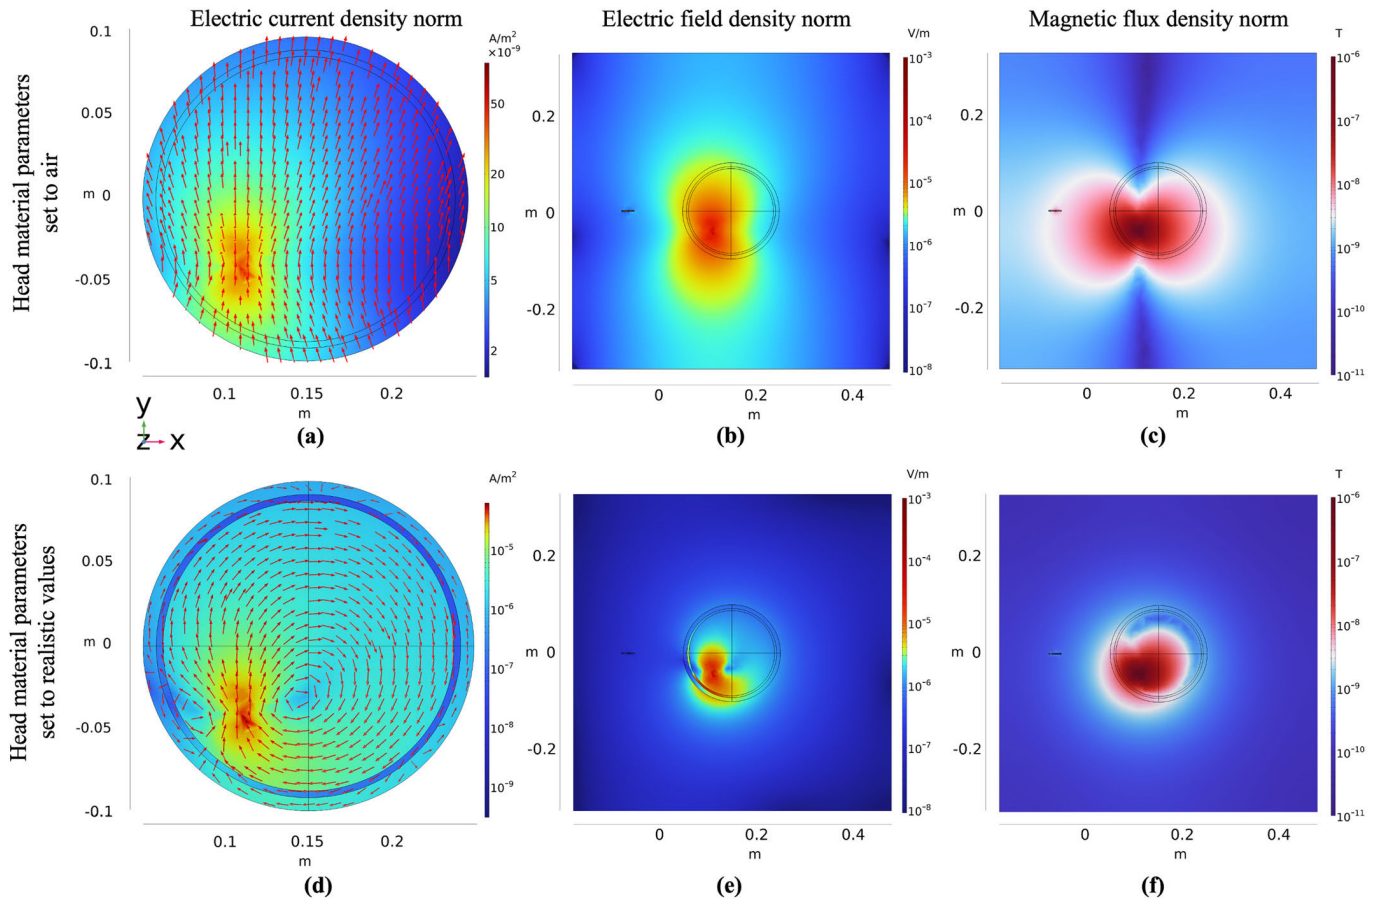 Electric current density norm
Electric field density norm
Magnetic flux density norm
Head material parameters
set to air
0.1
0.05
m 0
-0.05
-0.1
0.1
0.15
0.2
m
A/m²
×10⁻⁹
50
20
10
5
2
(a)
0.2
m 0
-0.2
0
0.2
0.4
m
V/m
10⁻³
10⁻⁴
10⁻⁵
10⁻⁶
10⁻⁷
10⁻⁸
(b)
0.2
m 0
-0.2
0
0.2
0.4
m
T
10⁻⁶
10⁻⁷
10⁻⁸
10⁻⁹
10⁻¹⁰
10⁻¹¹
(c)
y
z x
Head material parameters
set to realistic values
0.1
0.05
m 0
-0.05
-0.1
0.1
0.15
0.2
m
A/m²
10⁻⁵
10⁻⁶
10⁻⁷
10⁻⁸
10⁻⁹
(d)
0.2
m 0
-0.2
0
0.2
0.4
m
V/m
10⁻³
10⁻⁴
10⁻⁵
10⁻⁶
10⁻⁷
10⁻⁸
(e)
0.2
m 0
-0.2
0
0.2
0.4
m
T
10⁻⁶
10⁻⁷
10⁻⁸
10⁻⁹
10⁻¹⁰
10⁻¹¹
(f)